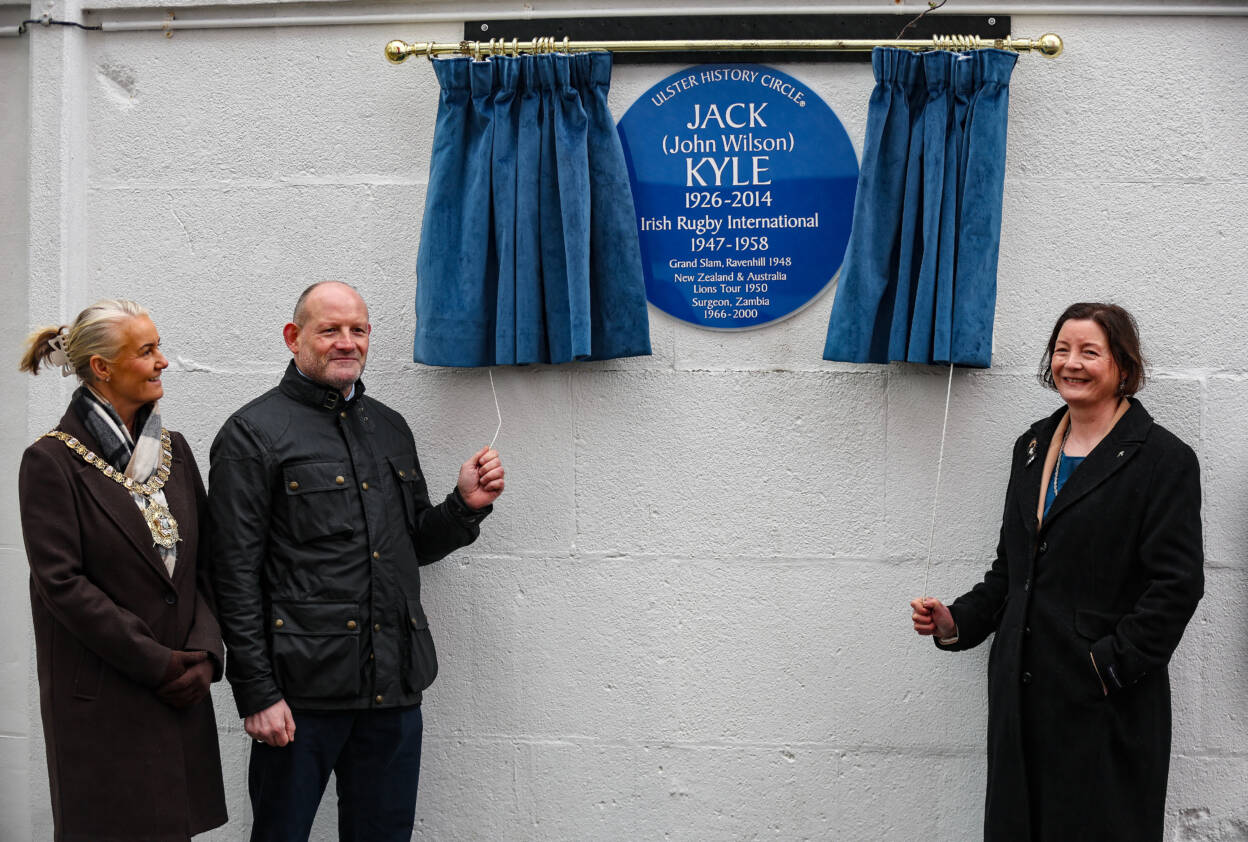 ULSTER HISTORY CIRCLE®
JACK
(John Wilson)
KYLE
1926-2014
Irish Rugby International
1947-1958
Grand Slam, Ravenhill 1948
New Zealand & Australia
Lions Tour 1950
Surgeon, Zambia
1966-2000